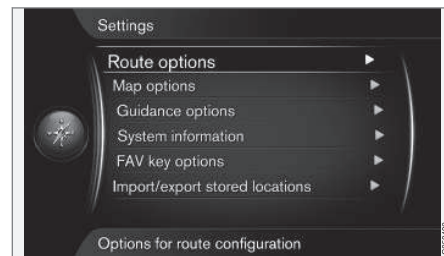 Settings
Route options
Map options
Guidance options
System information
FAV key options
Import/export stored locations
Options for route configuration